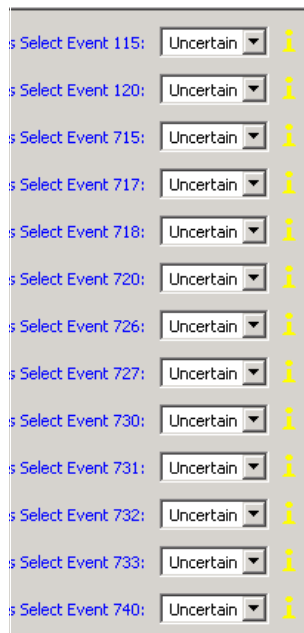 s Select Event 115: Uncertain i
s Select Event 120: Uncertain i
s Select Event 715: Uncertain i
s Select Event 717: Uncertain i
s Select Event 718: Uncertain i
s Select Event 720: Uncertain i
s Select Event 726: Uncertain i
s Select Event 727: Uncertain i
s Select Event 730: Uncertain i
s Select Event 731: Uncertain i
s Select Event 732: Uncertain i
s Select Event 733: Uncertain i
s Select Event 740: Uncertain i